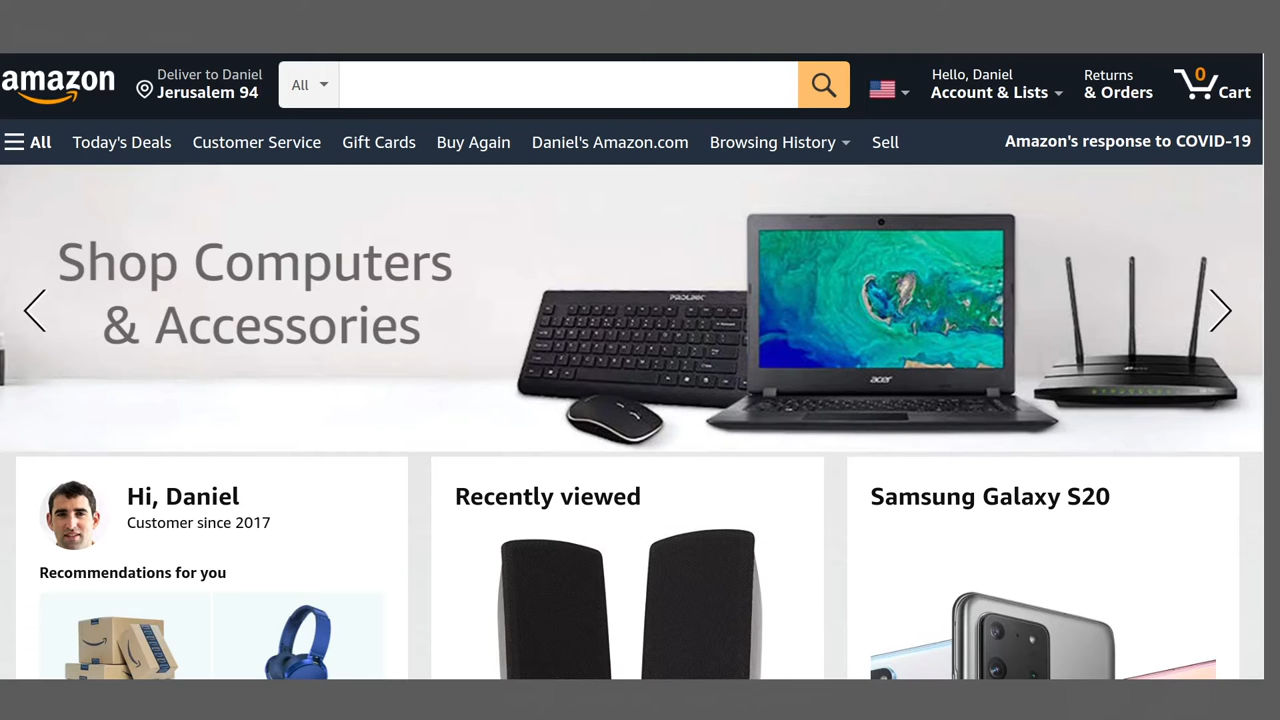 amazon
Deliver to Daniel
Jerusalem 94
All
Hello, Daniel
Account & Lists
Returns
& Orders
0
Cart
All
Today's Deals
Customer Service
Gift Cards
Buy Again
Daniel's Amazon.com
Browsing History
Sell
Amazon's response to COVID-19
Shop Computers
& Accessories
PROLINK
acer
Hi, Daniel
Customer since 2017
Recommendations for you
Recently viewed
Samsung Galaxy S20